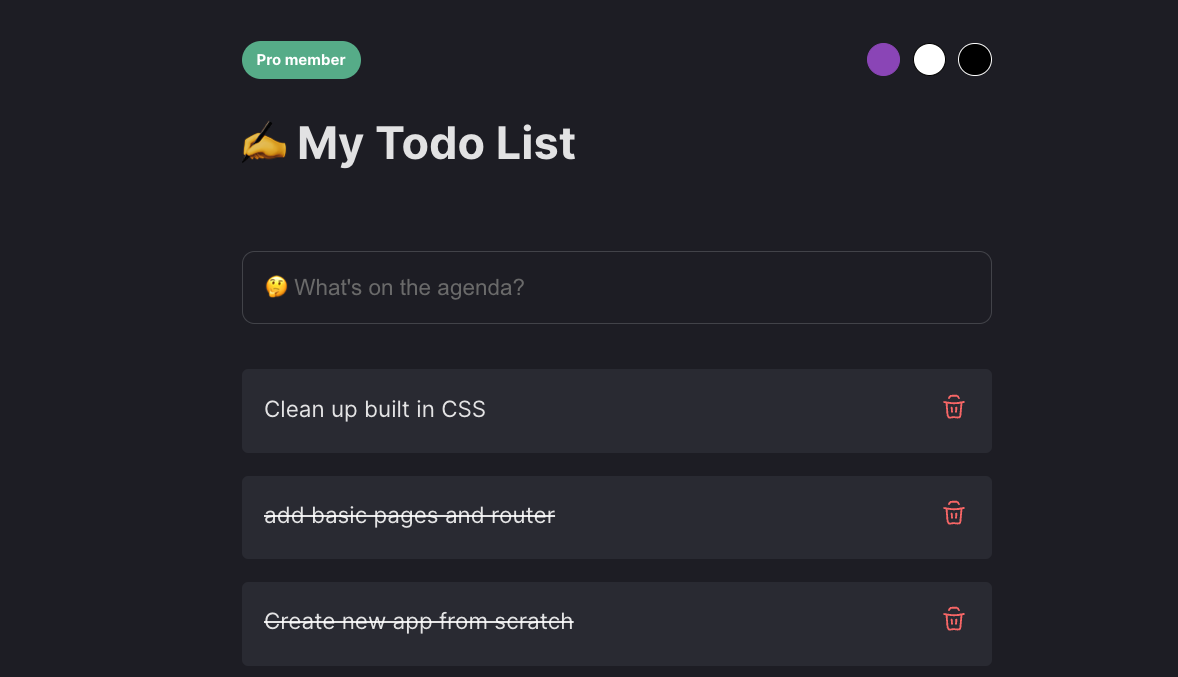 Pro member
✍️ My Todo List
🤔 What's on the agenda?
Clean up built in CSS
add basic pages and router
Create new app from scratch